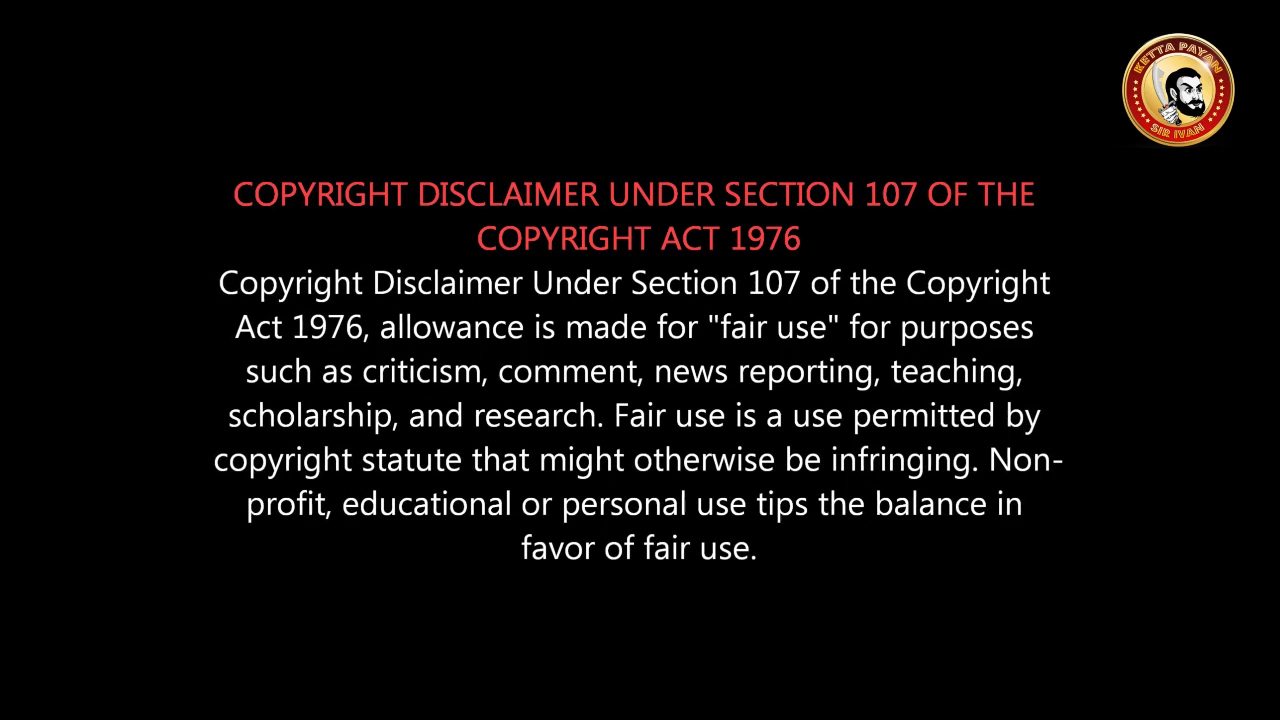 KETTA PAYAN
SIR IVAN
COPYRIGHT DISCLAIMER UNDER SECTION 107 OF THE
COPYRIGHT ACT 1976
Copyright Disclaimer Under Section 107 of the Copyright
Act 1976, allowance is made for "fair use" for purposes
such as criticism, comment, news reporting, teaching,
scholarship, and research. Fair use is a use permitted by
copyright statute that might otherwise be infringing. Non-
profit, educational or personal use tips the balance in
favor of fair use.